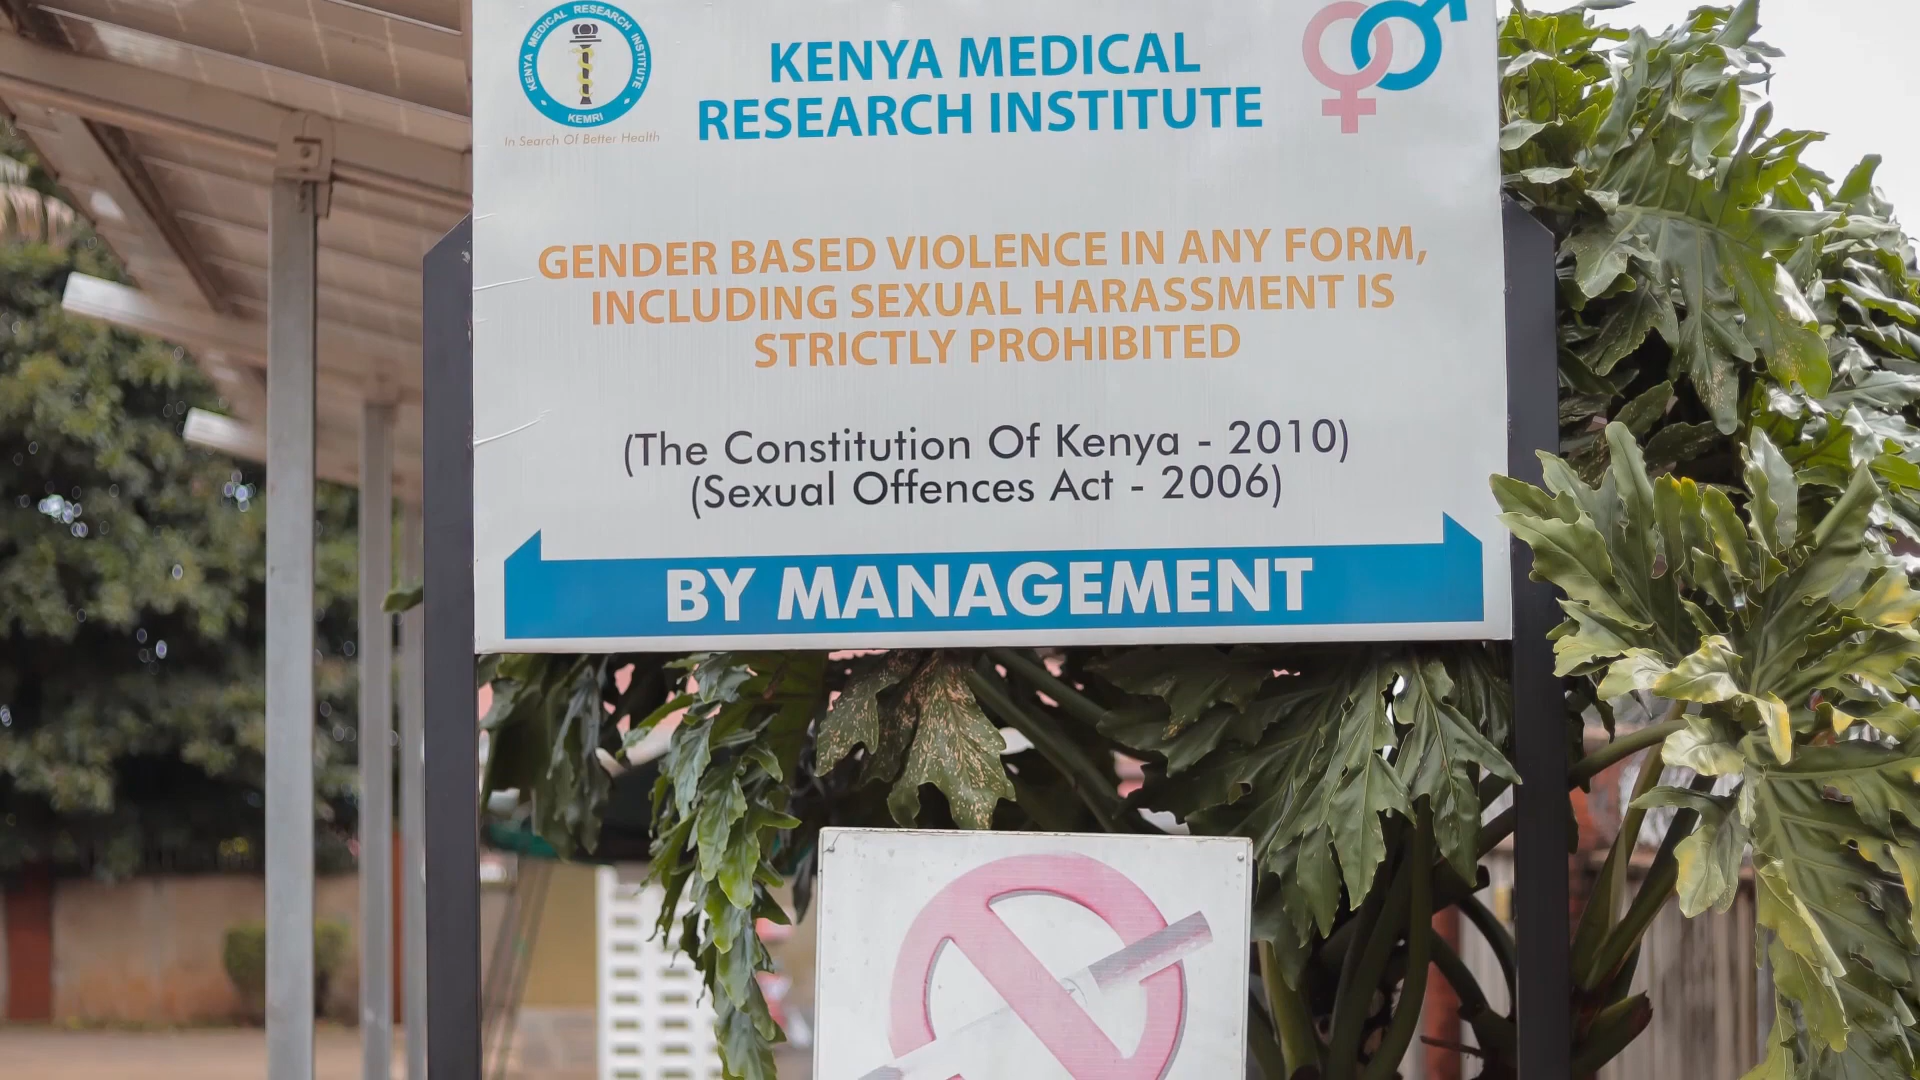 KENYA MEDICAL RESEARCH INSTITUTE
KEMRI
In Search Of Better Health
KENYA MEDICAL
RESEARCH INSTITUTE
GENDER BASED VIOLENCE IN ANY FORM,
INCLUDING SEXUAL HARASSMENT IS
STRICTLY PROHIBITED
(The Constitution Of Kenya - 2010)
(Sexual Offences Act - 2006)
BY MANAGEMENT